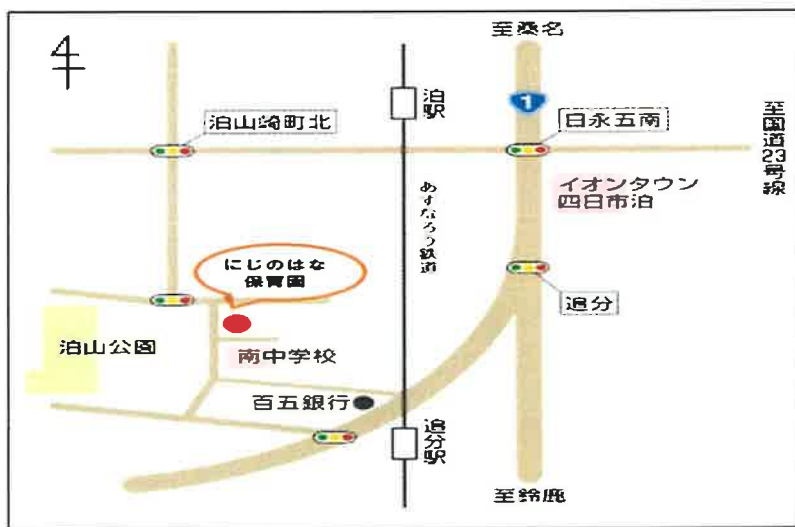 至桑名
泊駅
1
泊山崎町北
日永五南
至国道23号線
イオンタウン
四日市泊
あすなろう鉄道
にじのはな
保育園
追分
泊山公園
南中学校
百五銀行
追分駅
至鈴鹿